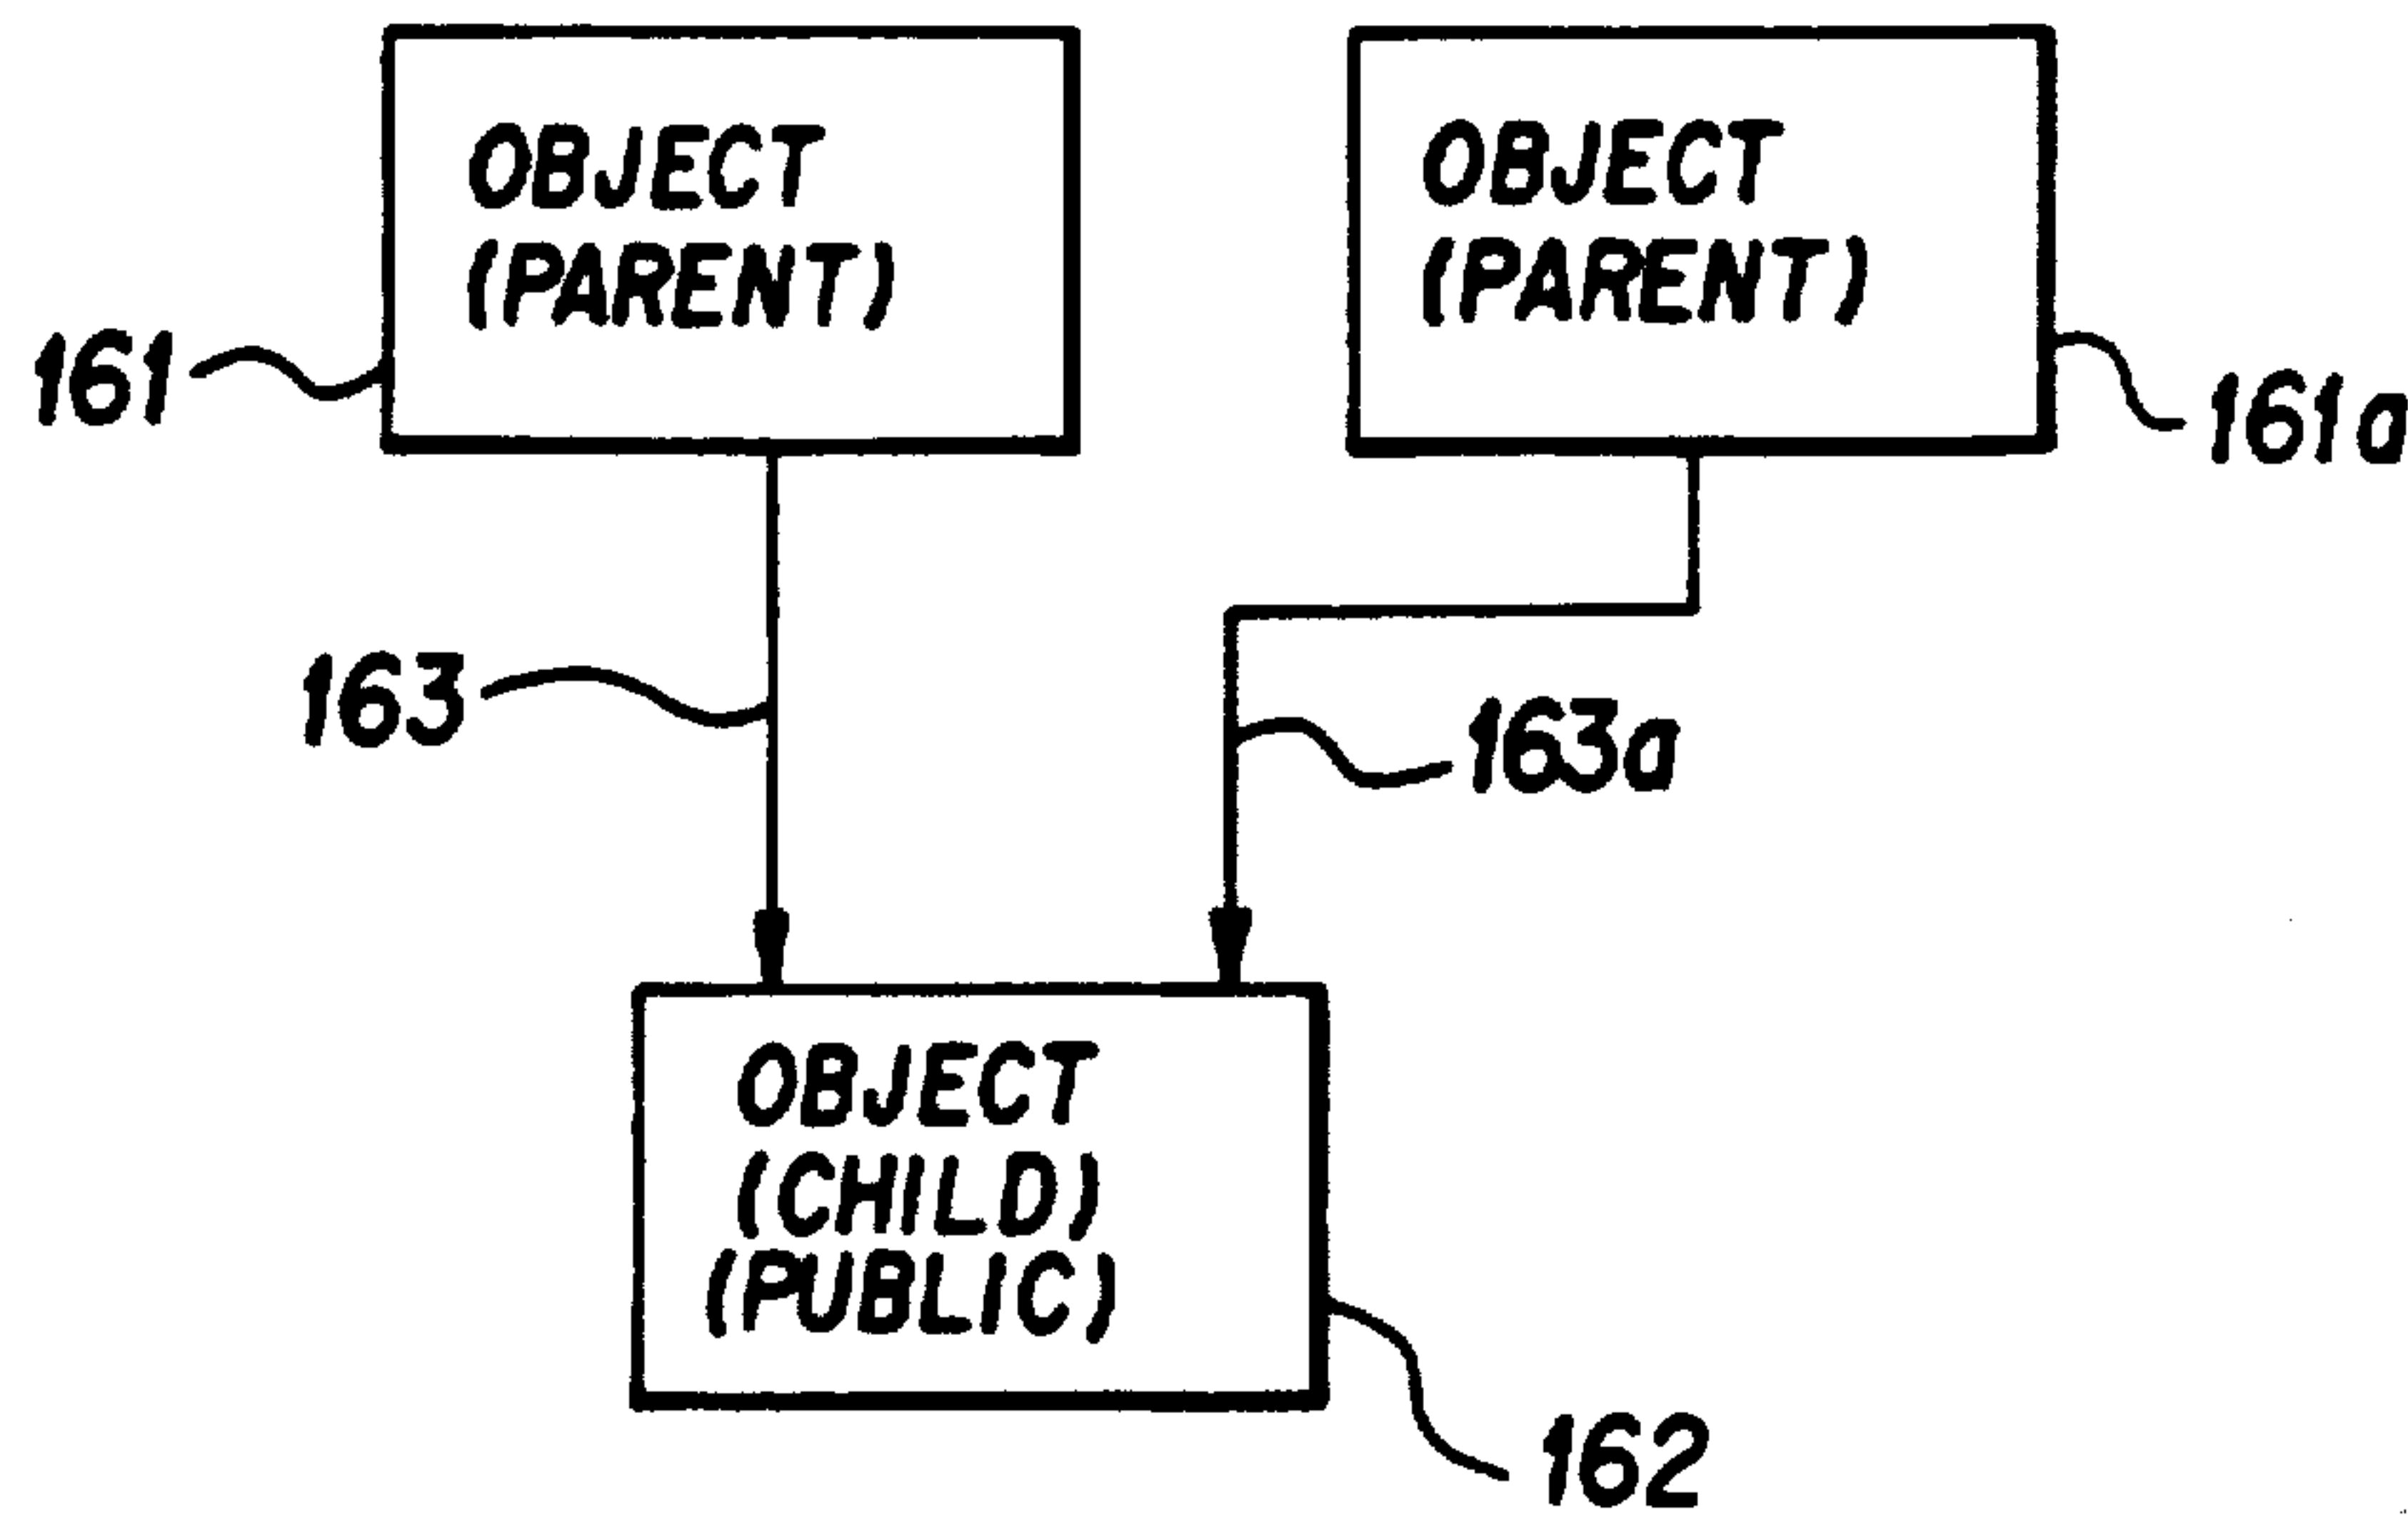 OBJECT
(PARENT)
OBJECT
(PARENT)
161
161a
163
163a
OBJECT
(CHILD)
(PUBLIC)
162